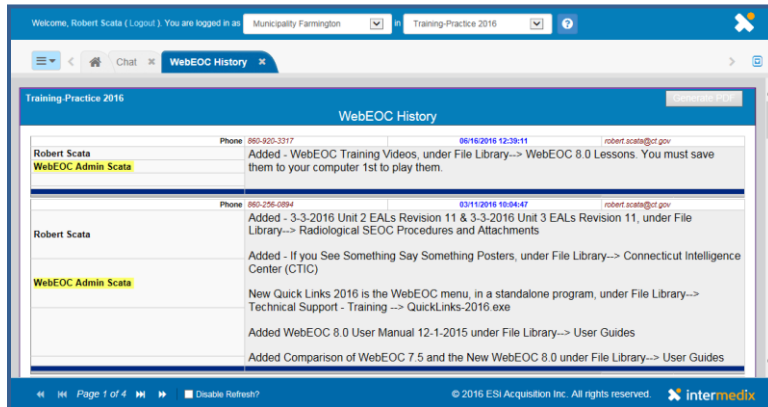 Welcome, Robert Scata ( Logout ). You are logged in as Municipality Farmington in Training-Practice 2016 ?
Chat × WebEOC History ×
Training-Practice 2016
Generate PDF
WebEOC History
Phone 860-920-3317 06/16/2016 12:39:11 robert.scata@ct.gov
Robert Scata
WebEOC Admin Scata
Added - WebEOC Training Videos, under File Library--> WebEOC 8.0 Lessons. You must save
them to your computer 1st to play them.
Phone 860-256-0894 03/11/2016 10:04:47 robert.scata@ct.gov
Robert Scata
WebEOC Admin Scata
Added - 3-3-2016 Unit 2 EALs Revision 11 & 3-3-2016 Unit 3 EALs Revision 11, under File
Library--> Radiological SEOC Procedures and Attachments
Added - If you See Something Say Something Posters, under File Library--> Connecticut Intelligence
Center (CTIC)
New Quick Links 2016 is the WebEOC menu, in a standalone program, under File Library-->
Technical Support - Training --> QuickLinks-2016.exe
Added WebEOC 8.0 User Manual 12-1-2015 under File Library--> User Guides
Added Comparison of WebEOC 7.5 and the New WebEOC 8.0 under File Library--> User Guides
Page 1 of 4 Disable Refresh? © 2016 ESi Acquisition Inc. All rights reserved. intermedix